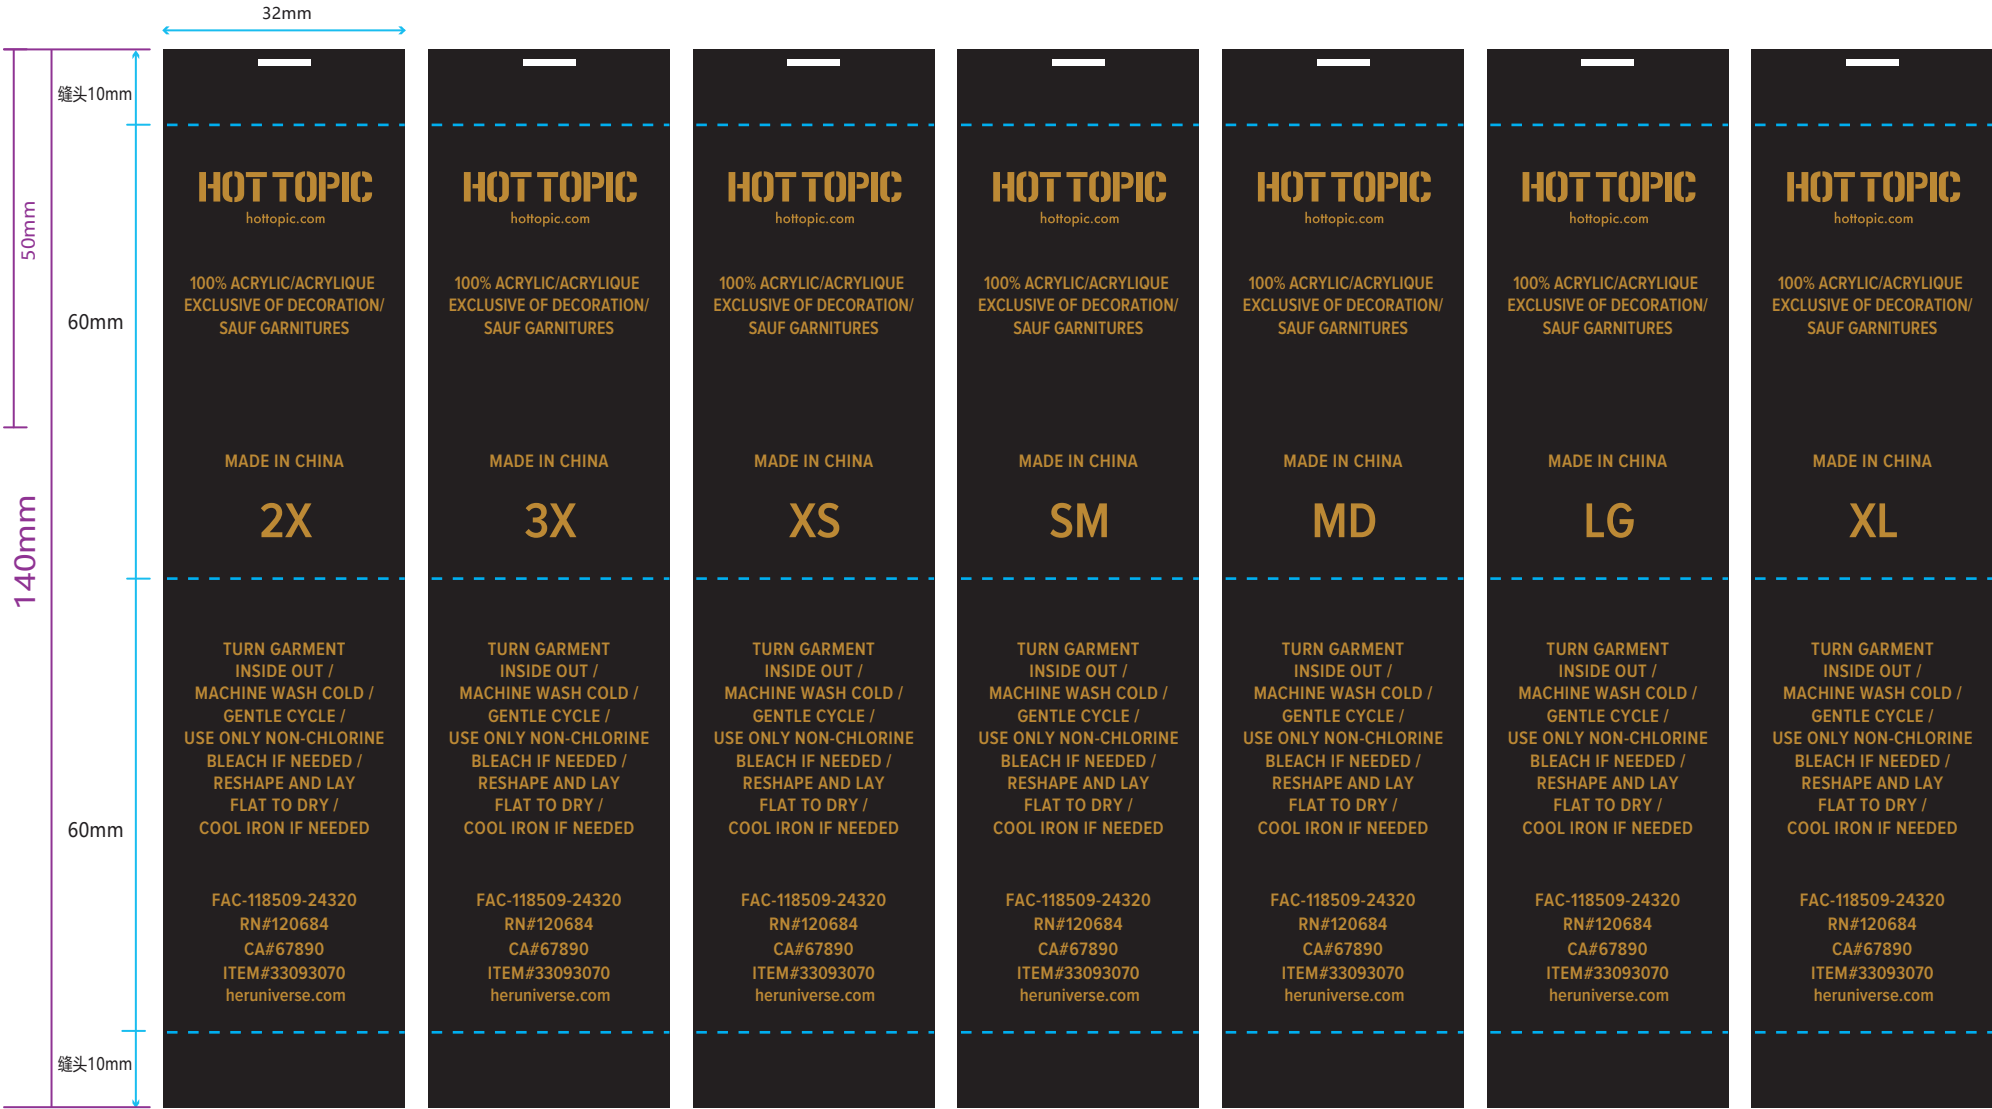 32mm
缝头10mm
50mm
60mm
140mm
60mm
缝头10mm
HOT TOPIC
hottopic.com
100% ACRYLIC/ACRYLIQUE
EXCLUSIVE OF DECORATION/
SAUF GARNITURES
MADE IN CHINA
2X
TURN GARMENT
INSIDE OUT /
MACHINE WASH COLD /
GENTLE CYCLE /
USE ONLY NON-CHLORINE
BLEACH IF NEEDED /
RESHAPE AND LAY
FLAT TO DRY /
COOL IRON IF NEEDED
FAC-118509-24320
RN#120684
CA#67890
ITEM#33093070
heruniverse.com
HOT TOPIC
hottopic.com
100% ACRYLIC/ACRYLIQUE
EXCLUSIVE OF DECORATION/
SAUF GARNITURES
MADE IN CHINA
3X
TURN GARMENT
INSIDE OUT /
MACHINE WASH COLD /
GENTLE CYCLE /
USE ONLY NON-CHLORINE
BLEACH IF NEEDED /
RESHAPE AND LAY
FLAT TO DRY /
COOL IRON IF NEEDED
FAC-118509-24320
RN#120684
CA#67890
ITEM#33093070
heruniverse.com
HOT TOPIC
hottopic.com
100% ACRYLIC/ACRYLIQUE
EXCLUSIVE OF DECORATION/
SAUF GARNITURES
MADE IN CHINA
XS
TURN GARMENT
INSIDE OUT /
MACHINE WASH COLD /
GENTLE CYCLE /
USE ONLY NON-CHLORINE
BLEACH IF NEEDED /
RESHAPE AND LAY
FLAT TO DRY /
COOL IRON IF NEEDED
FAC-118509-24320
RN#120684
CA#67890
ITEM#33093070
heruniverse.com
HOT TOPIC
hottopic.com
100% ACRYLIC/ACRYLIQUE
EXCLUSIVE OF DECORATION/
SAUF GARNITURES
MADE IN CHINA
SM
TURN GARMENT
INSIDE OUT /
MACHINE WASH COLD /
GENTLE CYCLE /
USE ONLY NON-CHLORINE
BLEACH IF NEEDED /
RESHAPE AND LAY
FLAT TO DRY /
COOL IRON IF NEEDED
FAC-118509-24320
RN#120684
CA#67890
ITEM#33093070
heruniverse.com
HOT TOPIC
hottopic.com
100% ACRYLIC/ACRYLIQUE
EXCLUSIVE OF DECORATION/
SAUF GARNITURES
MADE IN CHINA
MD
TURN GARMENT
INSIDE OUT /
MACHINE WASH COLD /
GENTLE CYCLE /
USE ONLY NON-CHLORINE
BLEACH IF NEEDED /
RESHAPE AND LAY
FLAT TO DRY /
COOL IRON IF NEEDED
FAC-118509-24320
RN#120684
CA#67890
ITEM#33093070
heruniverse.com
HOT TOPIC
hottopic.com
100% ACRYLIC/ACRYLIQUE
EXCLUSIVE OF DECORATION/
SAUF GARNITURES
MADE IN CHINA
LG
TURN GARMENT
INSIDE OUT /
MACHINE WASH COLD /
GENTLE CYCLE /
USE ONLY NON-CHLORINE
BLEACH IF NEEDED /
RESHAPE AND LAY
FLAT TO DRY /
COOL IRON IF NEEDED
FAC-118509-24320
RN#120684
CA#67890
ITEM#33093070
heruniverse.com
HOT TOPIC
hottopic.com
100% ACRYLIC/ACRYLIQUE
EXCLUSIVE OF DECORATION/
SAUF GARNITURES
MADE IN CHINA
XL
TURN GARMENT
INSIDE OUT /
MACHINE WASH COLD /
GENTLE CYCLE /
USE ONLY NON-CHLORINE
BLEACH IF NEEDED /
RESHAPE AND LAY
FLAT TO DRY /
COOL IRON IF NEEDED
FAC-118509-24320
RN#120684
CA#67890
ITEM#33093070
heruniverse.com